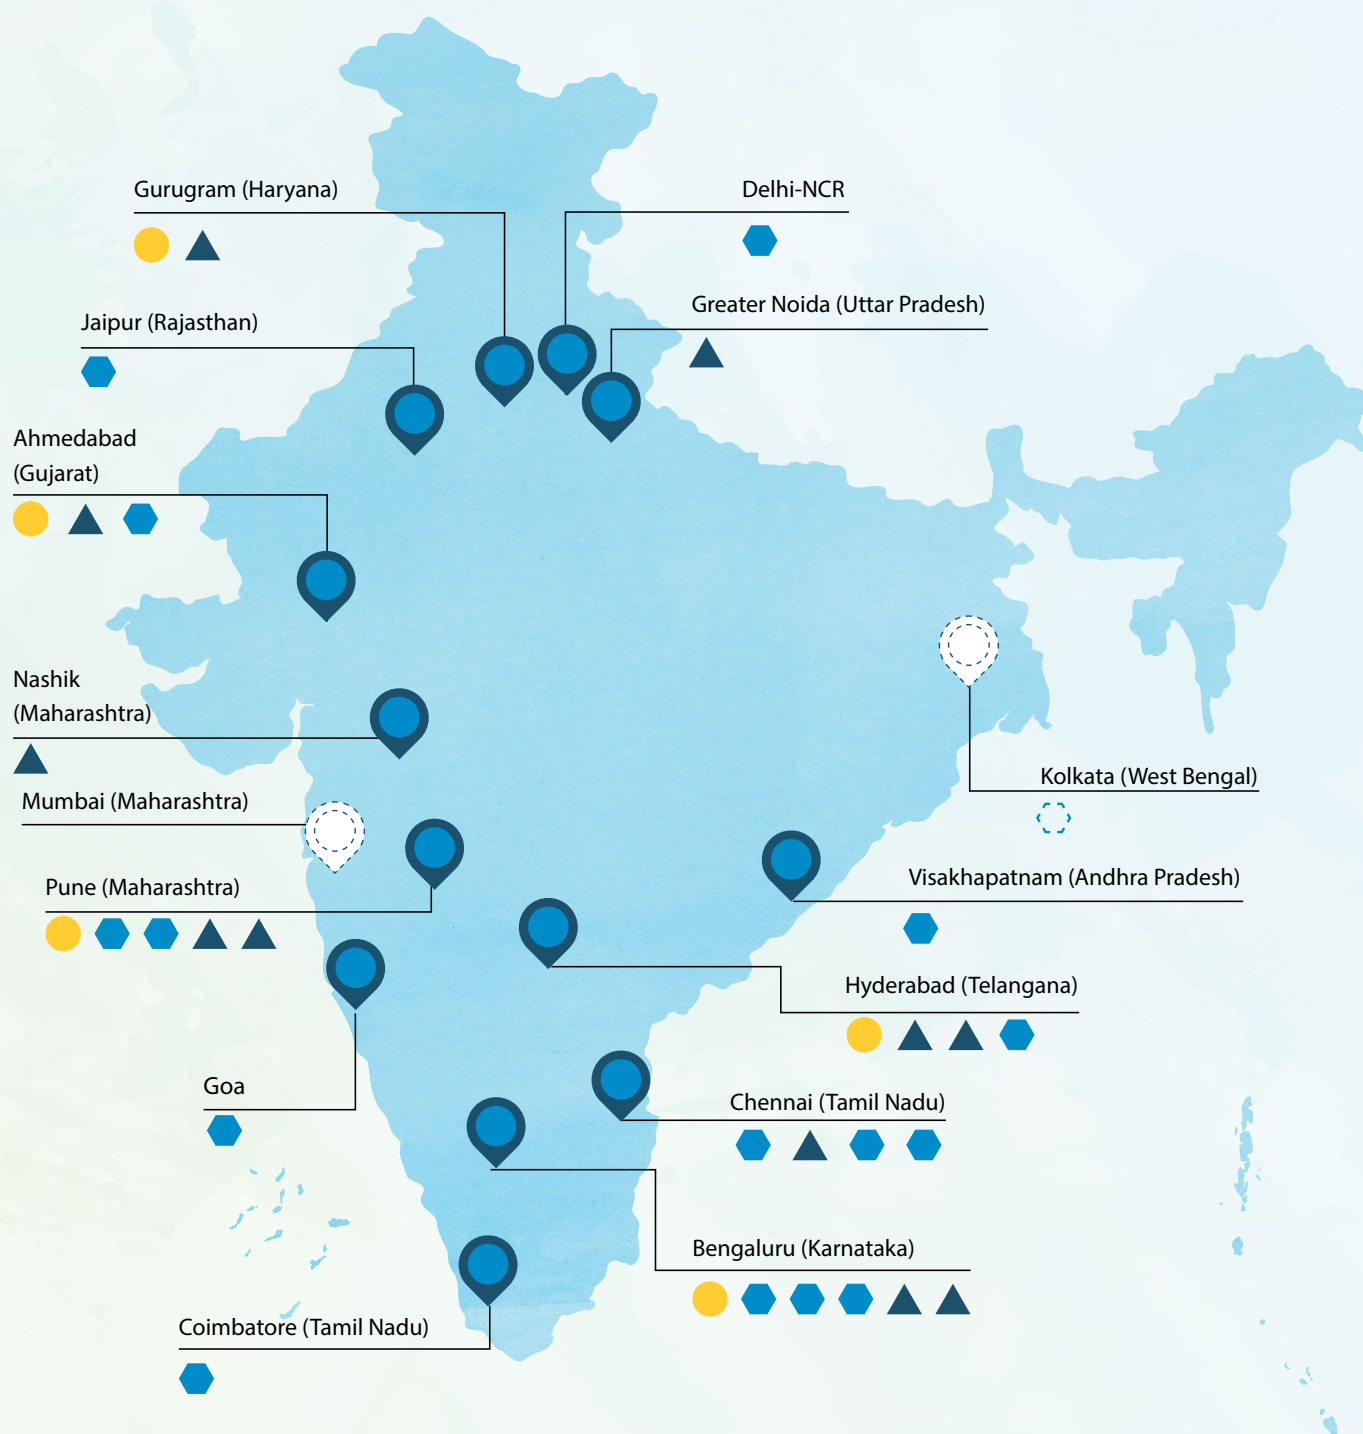 Gurugram (Haryana)
Delhi-NCR
Greater Noida (Uttar Pradesh)
Jaipur (Rajasthan)
Ahmedabad
(Gujarat)
Nashik
(Maharashtra)
Kolkata (West Bengal)
Mumbai (Maharashtra)
Visakhapatnam (Andhra Pradesh)
Pune (Maharashtra)
Hyderabad (Telangana)
Goa
Chennai (Tamil Nadu)
Bengaluru (Karnataka)
Coimbatore (Tamil Nadu)